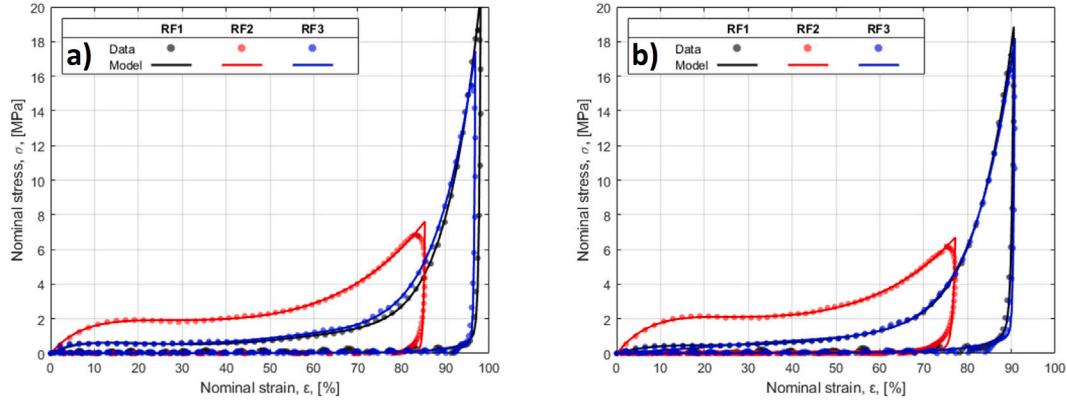 a)
RF1 RF2 RF3
Data
Model
20
18
16
14
12
10
8
6
4
2
0
Nominal stress, σ, [MPa]
0 10 20 30 40 50 60 70 80 90 100
Nominal strain, ε, [%]
b)
RF1 RF2 RF3
Data
Model
20
18
16
14
12
10
8
6
4
2
0
Nominal stress, σ, [MPa]
0 10 20 30 40 50 60 70 80 90 100
Nominal strain, ε, [%]